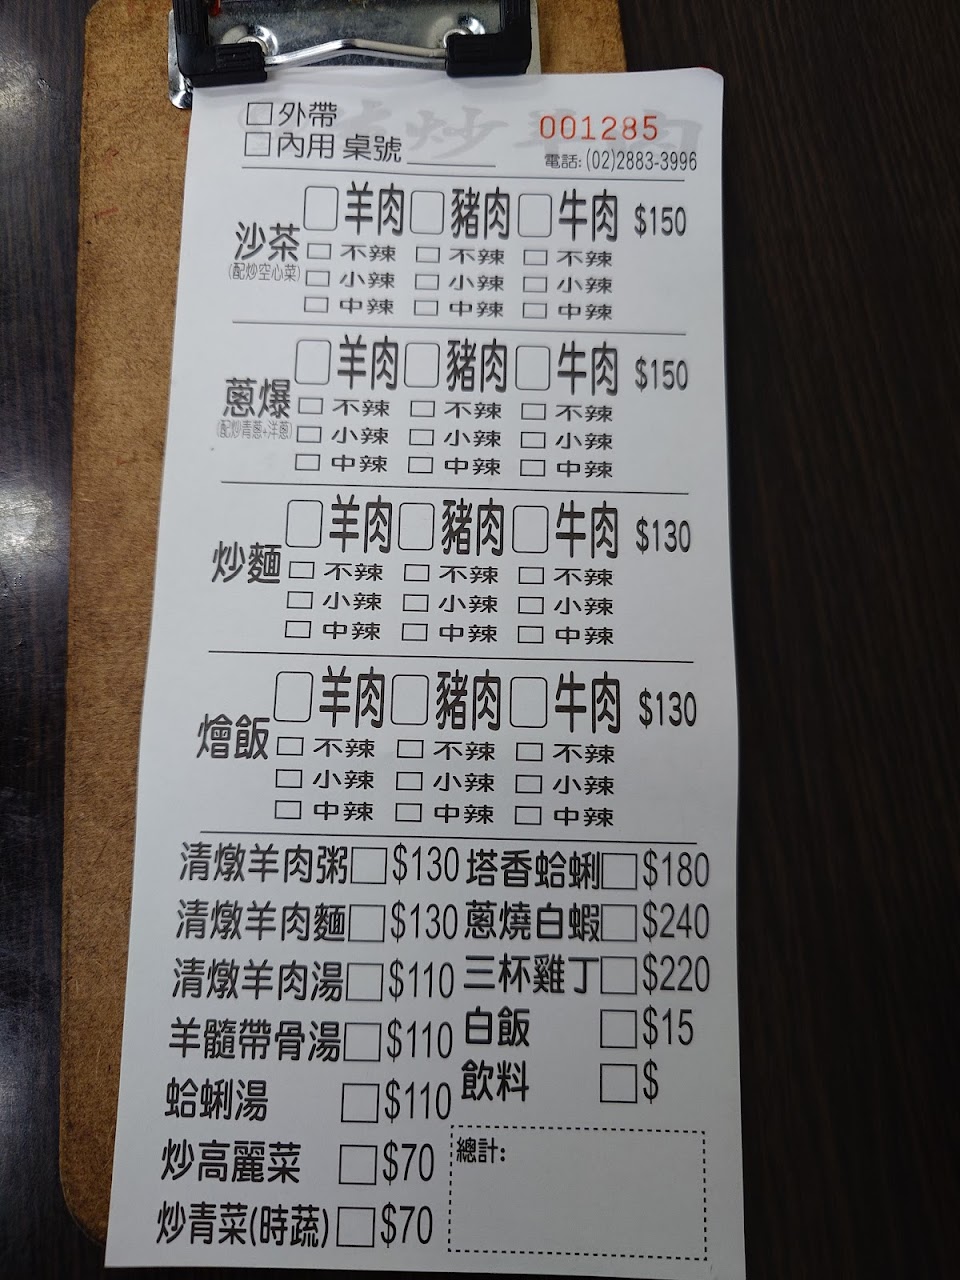 □外帶
001285
□內用 桌號________
電話:(02)2883-3996
沙茶 □羊肉 □豬肉 □牛肉 $150
(配炒空心菜)
□不辣 □不辣 □不辣
□小辣 □小辣 □小辣
□中辣 □中辣 □中辣
蔥爆 □羊肉 □豬肉 □牛肉 $150
(配炒青蔥+洋蔥)
□不辣 □不辣 □不辣
□小辣 □小辣 □小辣
□中辣 □中辣 □中辣
炒麵 □羊肉 □豬肉 □牛肉 $130
□不辣 □不辣 □不辣
□小辣 □小辣 □小辣
□中辣 □中辣 □中辣
燴飯 □羊肉 □豬肉 □牛肉 $130
□不辣 □不辣 □不辣
□小辣 □小辣 □小辣
□中辣 □中辣 □中辣
清燉羊肉粥□$130
清燉羊肉麵□$130
清燉羊肉湯□$110
羊髓帶骨湯□$110
蛤蜊湯 □$110
炒高麗菜 □$70
炒青菜(時蔬)□$70
塔香蛤蜊□$180
蔥燒白蝦□$240
三杯雞丁□$220
白飯 □$15
飲料 □$
總計: